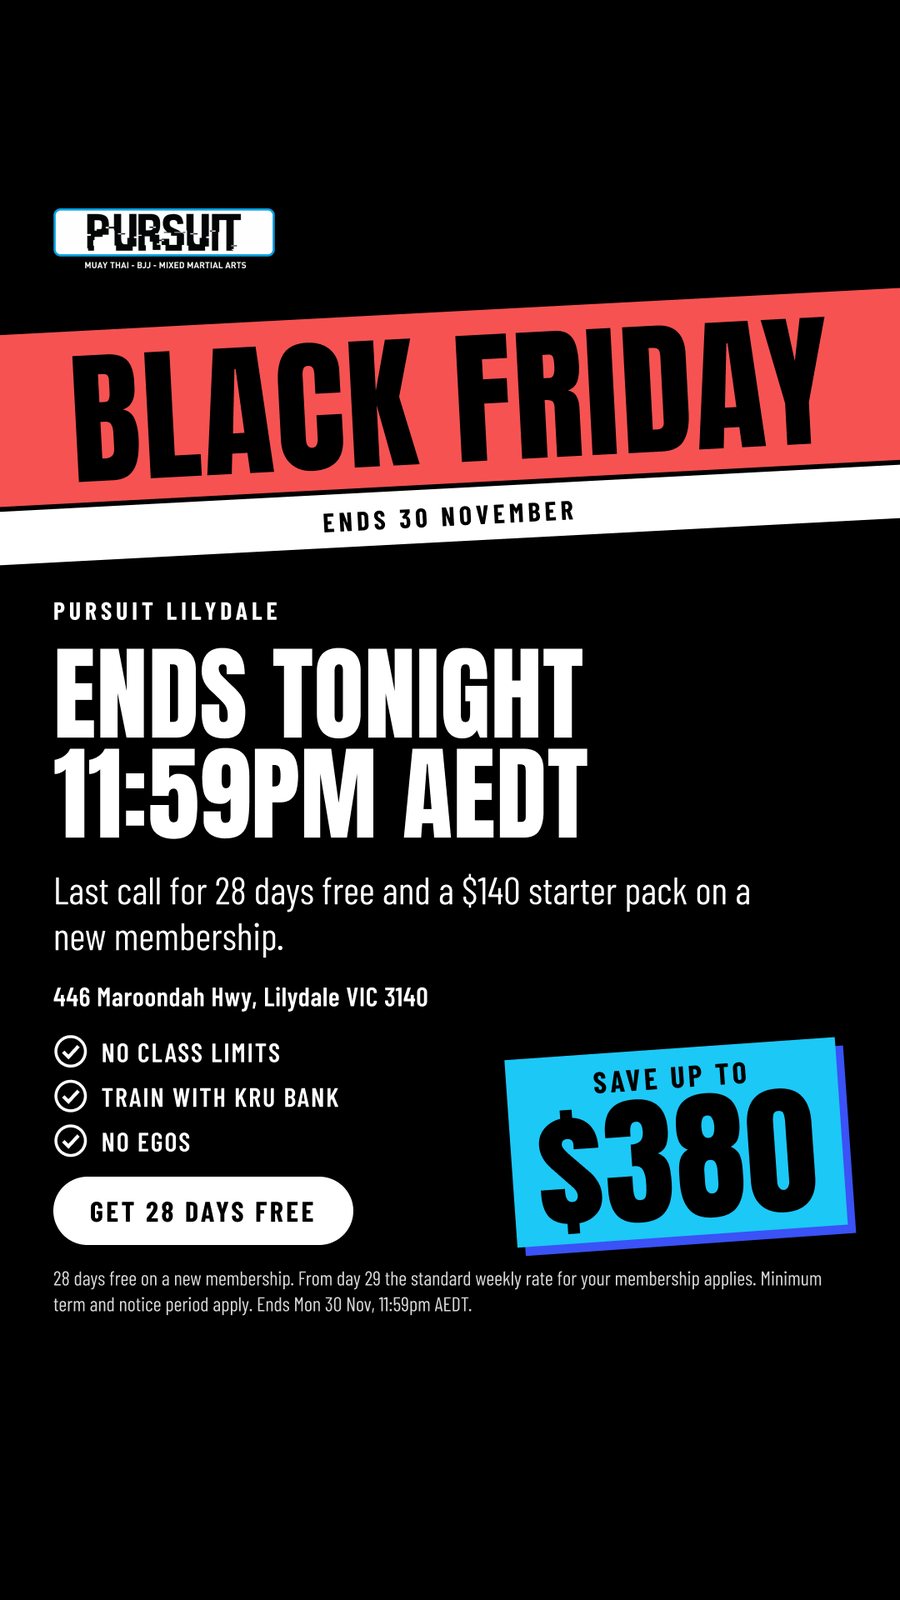 PURSUIT
MUAY THAI - BJJ - MIXED MARTIAL ARTS
BLACK FRIDAY
ENDS 30 NOVEMBER
PURSUIT LILYDALE
ENDS TONIGHT
11:59PM AEDT
Last call for 28 days free and a $140 starter pack on a
new membership.
446 Maroondah Hwy, Lilydale VIC 3140
NO CLASS LIMITS
TRAIN WITH KRU BANK
NO EGOS
GET 28 DAYS FREE
SAVE UP TO
$380
28 days free on a new membership. From day 29 the standard weekly rate for your membership applies. Minimum
term and notice period apply. Ends Mon 30 Nov, 11:59pm AEDT.